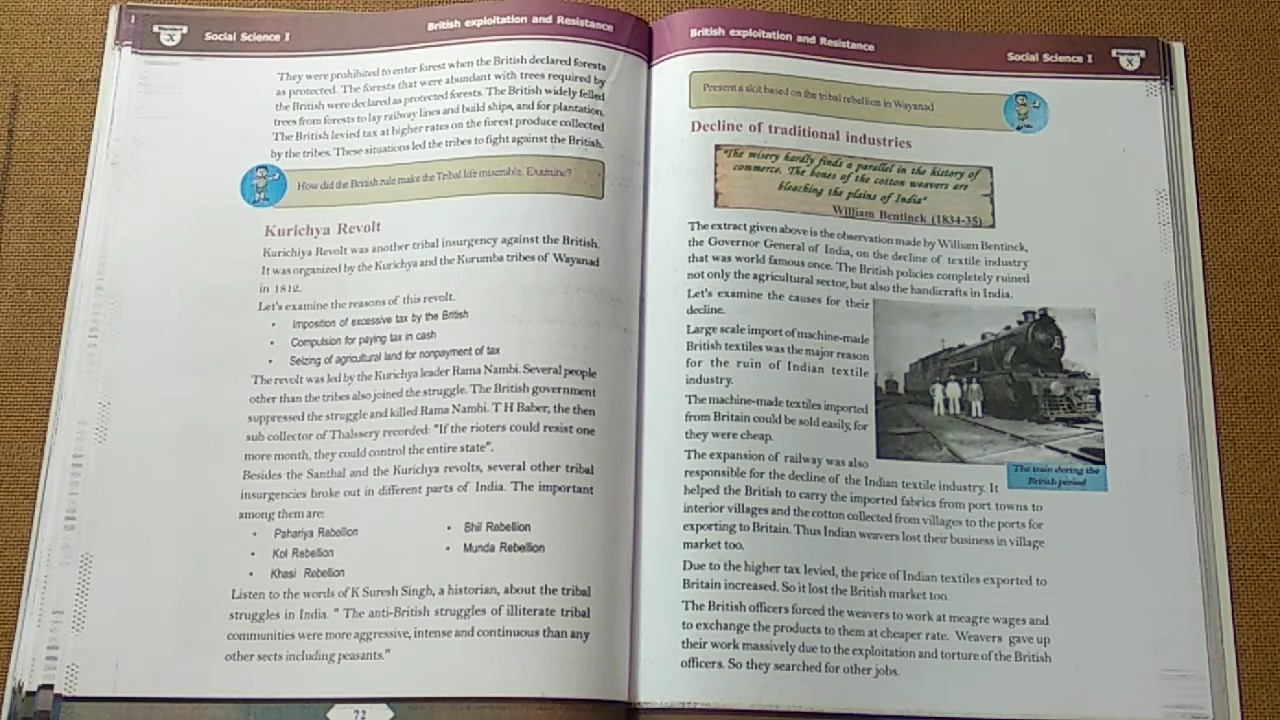 Standard
X
Social Science I
British exploitation and Resistance
They were prohibited to enter forest when the British declared forests
as protected. The forests that were abundant with trees required by
the British were declared as protected forests. The British widely felled
trees from forests to lay railway lines and build ships, and for plantation.
The British levied tax at higher rates on the forest produce collected
by the tribes. These situations led the tribes to fight against the British.
How did the British rule make the Tribal life miserable. Examine?
Kurichya Revolt
Kurichiya Revolt was another tribal insurgency against the British.
It was organized by the Kurichya and the Kurumba tribes of Wayanad
in 1812.
Let's examine the reasons of this revolt.
• Imposition of excessive tax by the British
• Compulsion for paying tax in cash
• Seizing of agricultural land for nonpayment of tax
The revolt was led by the Kurichya leader Rama Nambi. Several people
other than the tribes also joined the struggle. The British government
suppressed the struggle and killed Rama Nambi. T H Baber, the then
sub collector of Thalssery recorded: "If the rioters could resist one
more month, they could control the entire state".
Besides the Santhal and the Kurichya revolts, several other tribal
insurgencies broke out in different parts of India. The important
among them are:
• Pahariya Rebellion
• Kol Rebellion
• Khasi Rebellion
• Bhil Rebellion
• Munda Rebellion
Listen to the words of K Suresh Singh, a historian, about the tribal
struggles in India. " The anti-British struggles of illiterate tribal
communities were more aggressive, intense and continuous than any
other sects including peasants."
72
British exploitation and Resistance
Social Science I
Standard
X
Present a skit based on the tribal rebellion in Wayanad
Decline of traditional industries
"The misery hardly finds a parallel in the history of
commerce. The bones of the cotton weavers are
bleaching the plains of India"
William Bentinck (1834-35)
The extract given above is the observation made by William Bentinck,
the Governor General of India, on the decline of textile industry
that was world famous once. The British policies completely ruined
not only the agricultural sector, but also the handicrafts in India.
Let's examine the causes for their
decline.
Large scale import of machine-made
British textiles was the major reason
for the ruin of Indian textile
industry.
The machine-made textiles imported
from Britain could be sold easily, for
they were cheap.
The expansion of railway was also
responsible for the decline of the Indian textile industry. It
helped the British to carry the imported fabrics from port towns to
interior villages and the cotton collected from villages to the ports for
exporting to Britain. Thus Indian weavers lost their business in village
market too.
The train during the
British period
Due to the higher tax levied, the price of Indian textiles exported to
Britain increased. So it lost the British market too.
The British officers forced the weavers to work at meagre wages and
to exchange the products to them at cheaper rate. Weavers gave up
their work massively due to the exploitation and torture of the British
officers. So they searched for other jobs.